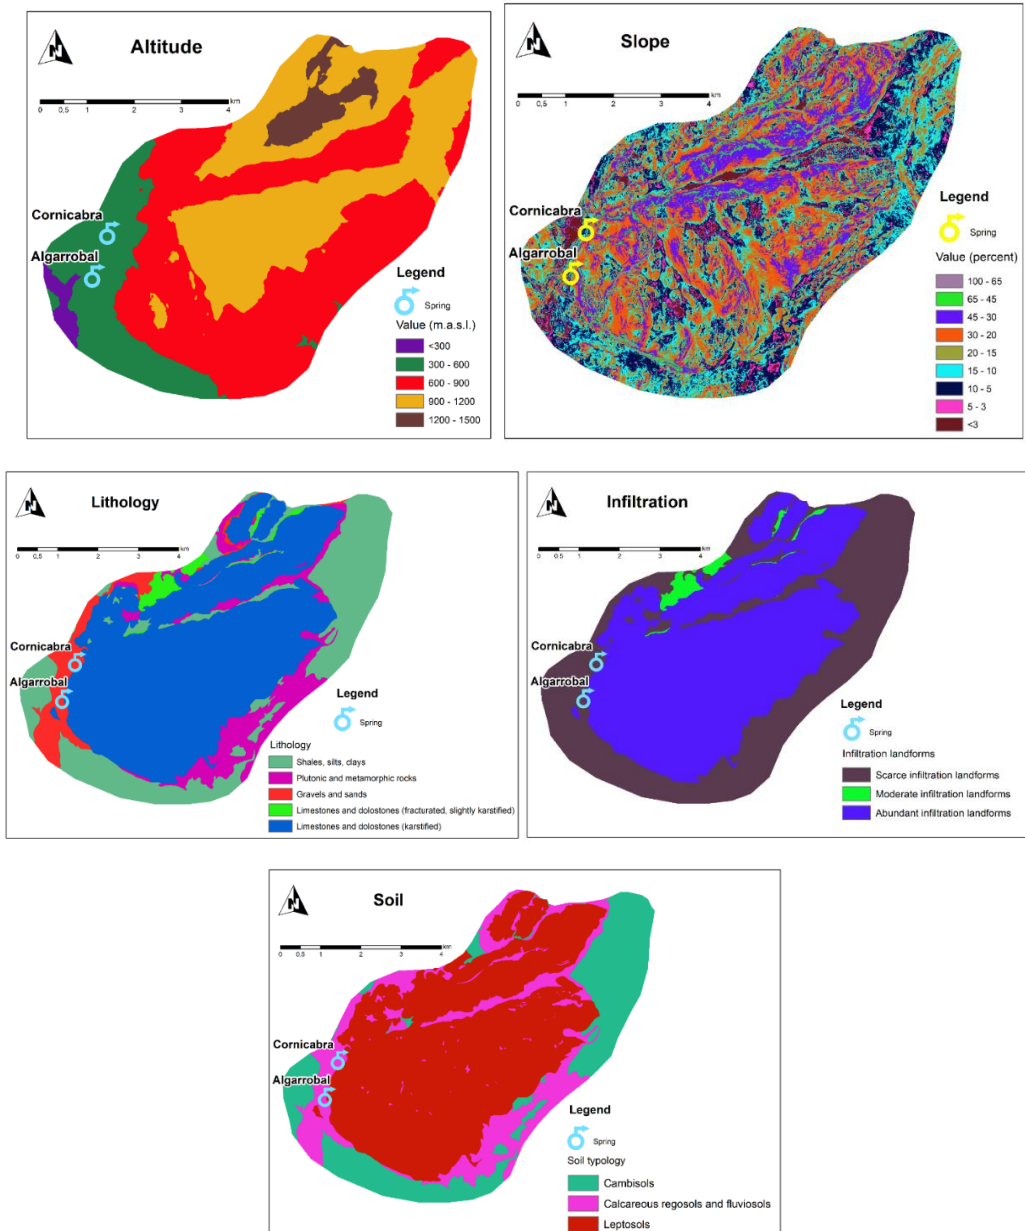 N
Altitude
0 0,5 1 2 3 4 km
Cornicabra
Algarrobal
Legend
Spring
Value (m.a.s.l.)
<300
300 - 600
600 - 900
900 - 1200
1200 - 1500
N
Slope
0 0,5 1 2 3 4 km
Cornicabra
Algarrobal
Legend
Spring
Value (percent)
100 - 65
65 - 45
45 - 30
30 - 20
20 - 15
15 - 10
10 - 5
5 - 3
<3
N
Lithology
0 0,5 1 2 3 4 km
Cornicabra
Algarrobal
Legend
Spring
Lithology
Shales, silts, clays
Plutonic and metamorphic rocks
Gravels and sands
Limestones and dolostones (fracturated, slightly karstified)
Limestones and dolostones (karstified)
N
Infiltration
0 0,5 1 2 3 4 km
Cornicabra
Algarrobal
Legend
Spring
Infiltration landforms
Scarce infiltration landforms
Moderate infiltration landforms
Abundant infiltration landforms
N
Soil
0 0,5 1 2 3 4 km
Cornicabra
Algarrobal
Legend
Spring
Soil typology
Cambisols
Calcareous regosols and fluviosols
Leptosols